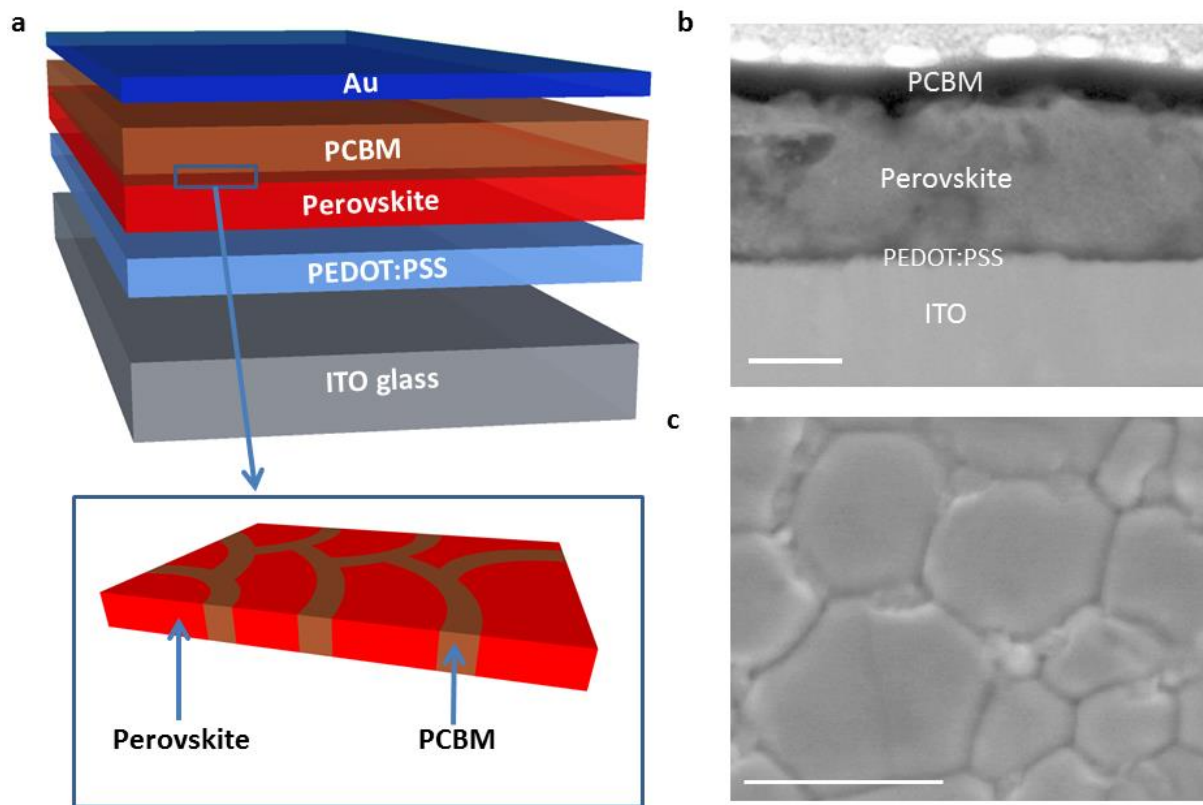 a
Au
PCBM
Perovskite
PEDOT:PSS
ITO glass
Perovskite
PCBM
b
PCBM
Perovskite
PEDOT:PSS
ITO
c